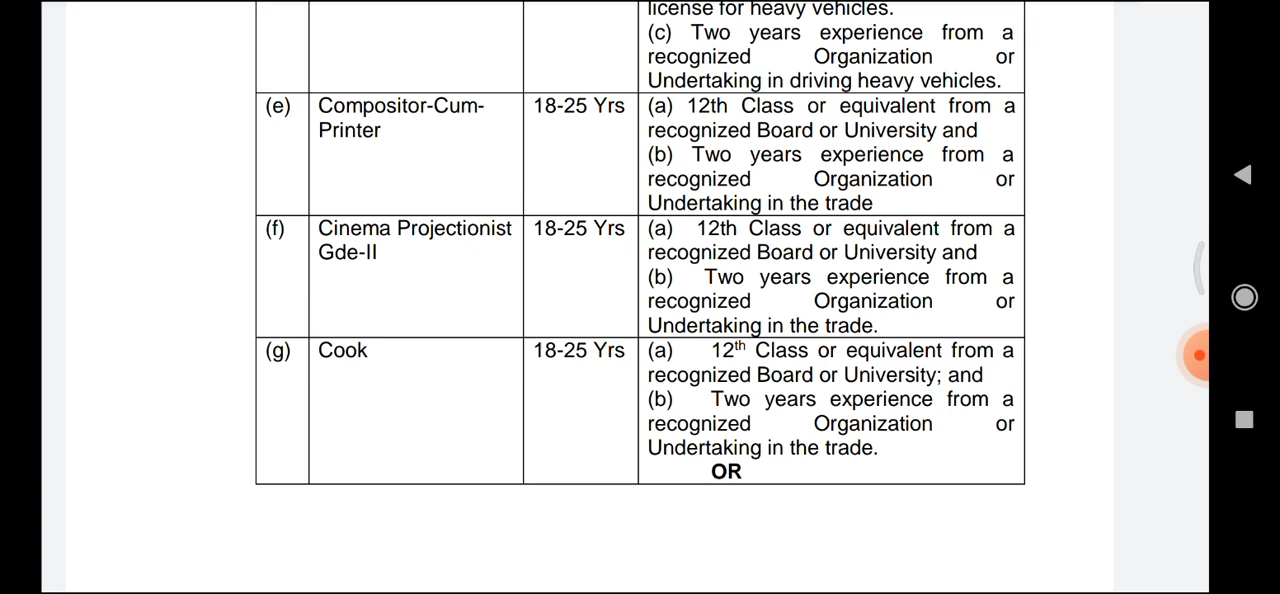 license for heavy vehicles.
(c) Two years experience from a
recognized Organization or
Undertaking in driving heavy vehicles.
(e) Compositor-Cum- 18-25 Yrs (a) 12th Class or equivalent from a
Printer recognized Board or University and
(b) Two years experience from a
recognized Organization or
Undertaking in the trade
(f) Cinema Projectionist 18-25 Yrs (a) 12th Class or equivalent from a
Gde-II recognized Board or University and
(b) Two years experience from a
recognized Organization or
Undertaking in the trade.
(g) Cook 18-25 Yrs (a) 12th Class or equivalent from a
recognized Board or University; and
(b) Two years experience from a
recognized Organization or
Undertaking in the trade.
OR